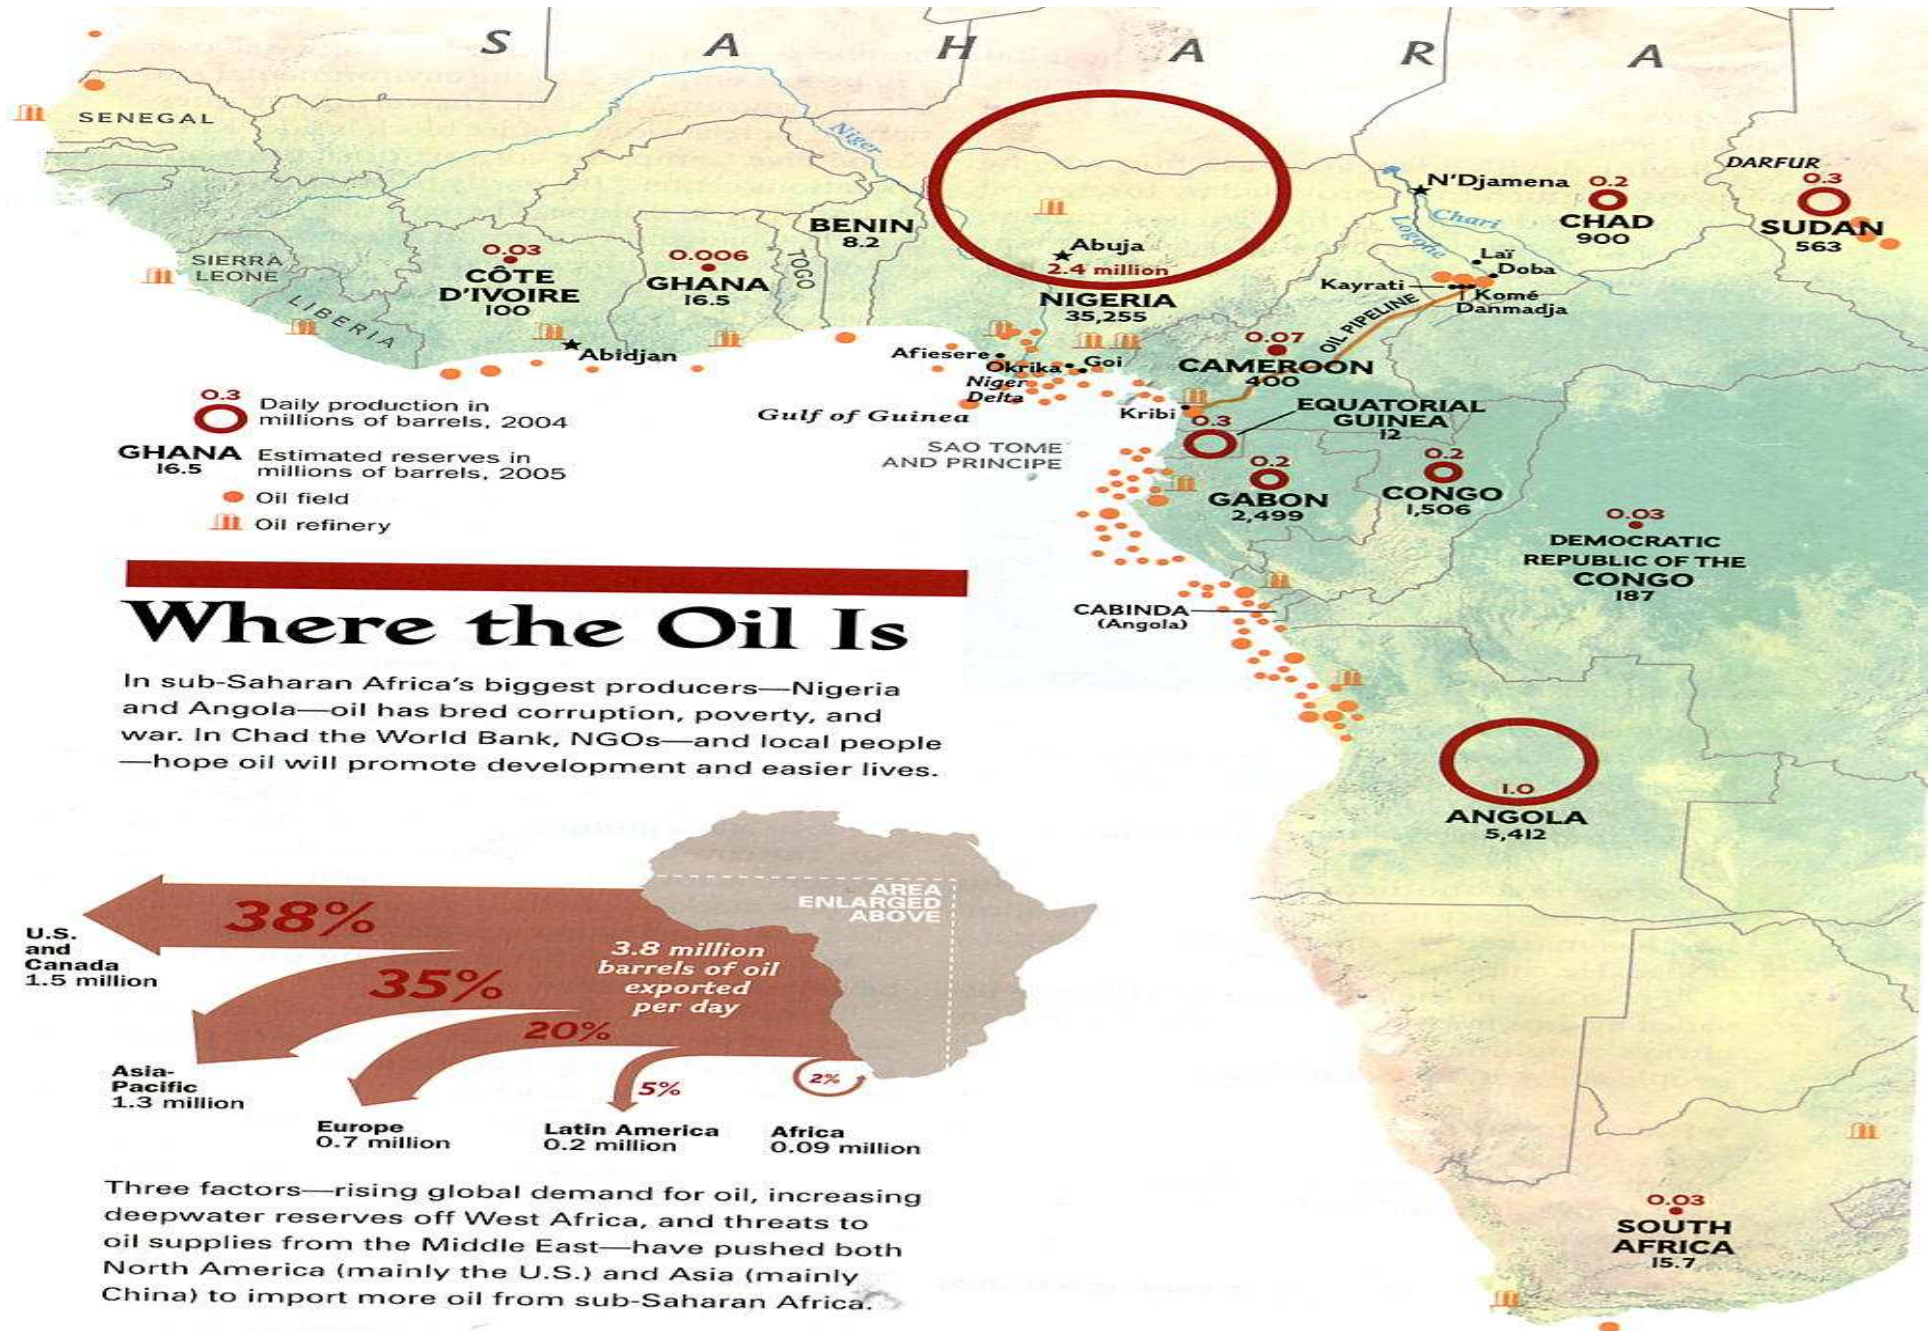 S A H A R A
SENEGAL
Niger
DARFUR
0.3
SUDAN
563
N'Djamena
0.2
CHAD
900
Chari
Logone
BENIN
8.2
Abuja
2.4 million
NIGERIA
35,255
SIERRA
LEONE
LIBERIA
0.03
CÔTE
D'IVOIRE
100
0.006
GHANA
16.5
TOGO
Laï
Doba
Kayrati
Komé
Danmadja
OIL PIPELINE
Abidjan
Afiesere
Okrika
Goi
Niger
Delta
0.07
CAMEROON
400
Gulf of Guinea
Kribi
EQUATORIAL
GUINEA
12
0.3
SAO TOME
AND PRINCIPE
0.2
GABON
2,499
0.2
CONGO
1,506
0.03
DEMOCRATIC
REPUBLIC OF THE
CONGO
187
CABINDA
(Angola)
1.0
ANGOLA
5,412
0.03
SOUTH
AFRICA
15.7
0.3
Daily production in
millions of barrels, 2004
GHANA
16.5
Estimated reserves in
millions of barrels, 2005
Oil field
Oil refinery
Where the Oil Is
In sub-Saharan Africa's biggest producers—Nigeria
and Angola—oil has bred corruption, poverty, and
war. In Chad the World Bank, NGOs—and local people
—hope oil will promote development and easier lives.
AREA
ENLARGED
ABOVE
3.8 million
barrels of oil
exported
per day
38%
U.S.
and
Canada
1.5 million
35%
Asia-
Pacific
1.3 million
20%
Europe
0.7 million
5%
Latin America
0.2 million
2%
Africa
0.09 million
Three factors—rising global demand for oil, increasing
deepwater reserves off West Africa, and threats to
oil supplies from the Middle East—have pushed both
North America (mainly the U.S.) and Asia (mainly
China) to import more oil from sub-Saharan Africa.